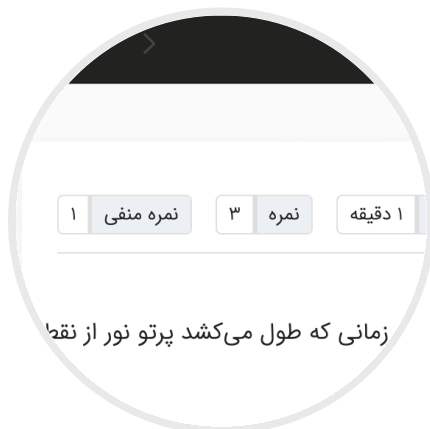 ۱ دقیقه نمره ۳ نمره منفی ۱
زمانی که طول می‌کشد پرتو نور از